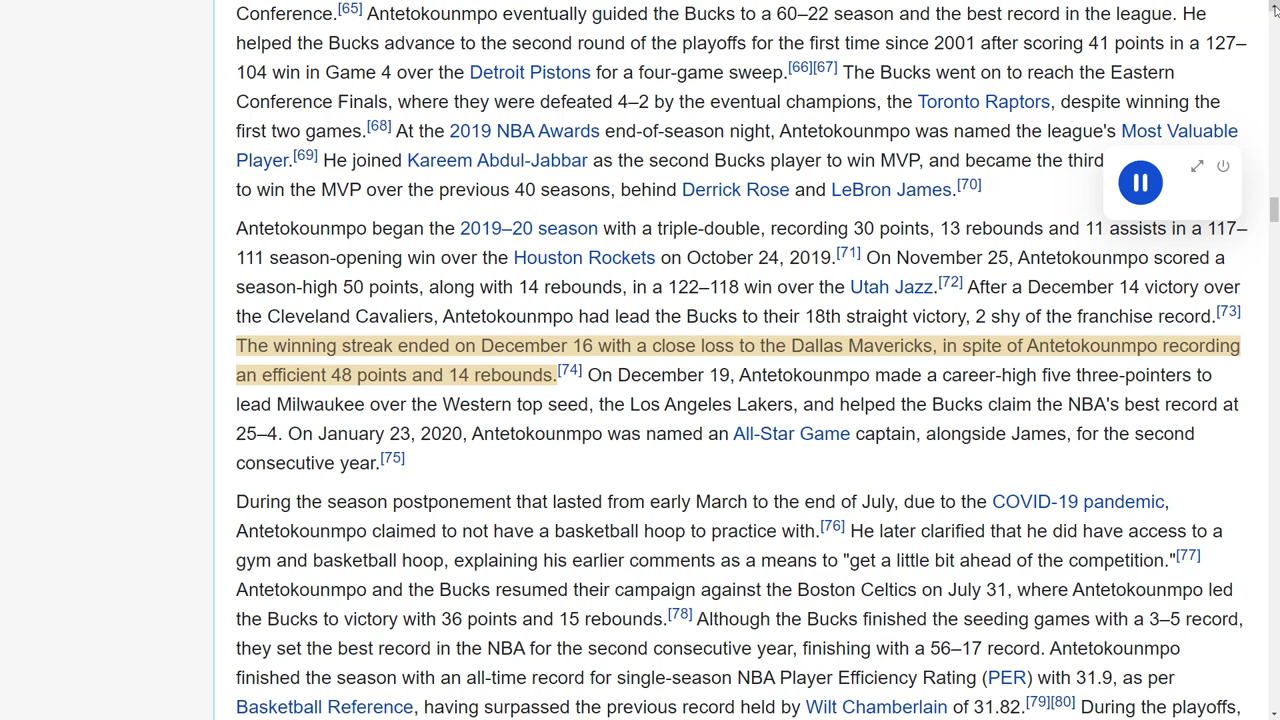 Conference.[65] Antetokounmpo eventually guided the Bucks to a 60–22 season and the best record in the league. He
helped the Bucks advance to the second round of the playoffs for the first time since 2001 after scoring 41 points in a 127–
104 win in Game 4 over the Detroit Pistons for a four-game sweep.[66][67] The Bucks went on to reach the Eastern
Conference Finals, where they were defeated 4–2 by the eventual champions, the Toronto Raptors, despite winning the
first two games.[68] At the 2019 NBA Awards end-of-season night, Antetokounmpo was named the league's Most Valuable
Player.[69] He joined Kareem Abdul-Jabbar as the second Bucks player to win MVP, and became the third
to win the MVP over the previous 40 seasons, behind Derrick Rose and LeBron James.[70]
Antetokounmpo began the 2019–20 season with a triple-double, recording 30 points, 13 rebounds and 11 assists in a 117–
111 season-opening win over the Houston Rockets on October 24, 2019.[71] On November 25, Antetokounmpo scored a
season-high 50 points, along with 14 rebounds, in a 122–118 win over the Utah Jazz.[72] After a December 14 victory over
the Cleveland Cavaliers, Antetokounmpo had lead the Bucks to their 18th straight victory, 2 shy of the franchise record.[73]
The winning streak ended on December 16 with a close loss to the Dallas Mavericks, in spite of Antetokounmpo recording
an efficient 48 points and 14 rebounds.[74] On December 19, Antetokounmpo made a career-high five three-pointers to
lead Milwaukee over the Western top seed, the Los Angeles Lakers, and helped the Bucks claim the NBA's best record at
25–4. On January 23, 2020, Antetokounmpo was named an All-Star Game captain, alongside James, for the second
consecutive year.[75]
During the season postponement that lasted from early March to the end of July, due to the COVID-19 pandemic,
Antetokounmpo claimed to not have a basketball hoop to practice with.[76] He later clarified that he did have access to a
gym and basketball hoop, explaining his earlier comments as a means to "get a little bit ahead of the competition."[77]
Antetokounmpo and the Bucks resumed their campaign against the Boston Celtics on July 31, where Antetokounmpo led
the Bucks to victory with 36 points and 15 rebounds.[78] Although the Bucks finished the seeding games with a 3–5 record,
they set the best record in the NBA for the second consecutive year, finishing with a 56–17 record. Antetokounmpo
finished the season with an all-time record for single-season NBA Player Efficiency Rating (PER) with 31.9, as per
Basketball Reference, having surpassed the previous record held by Wilt Chamberlain of 31.82.[79][80] During the playoffs,